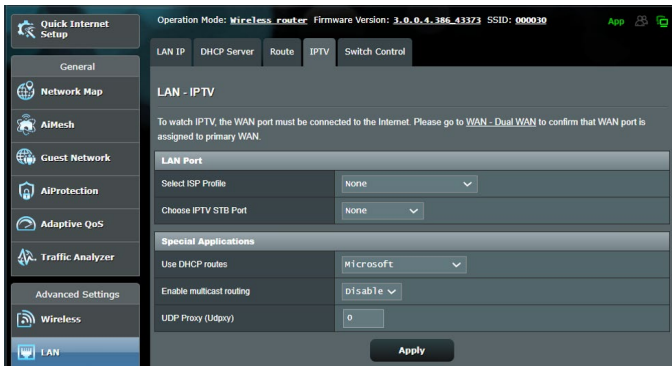 Quick Internet
Setup
Operation Mode: Wireless router Firmware Version: 3.0.0.4.386_43373 SSID: 000030
App
LAN IP DHCP Server Route IPTV Switch Control
General
Network Map
AiMesh
Guest Network
AiProtection
Adaptive QoS
Traffic Analyzer
Advanced Settings
Wireless
LAN
LAN - IPTV
To watch IPTV, the WAN port must be connected to the Internet. Please go to WAN - Dual WAN to confirm that WAN port is
assigned to primary WAN.
LAN Port
Select ISP Profile None
Choose IPTV STB Port None
Special Applications
Use DHCP routes Microsoft
Enable multicast routing Disable
UDP Proxy (Udpxy) 0
Apply